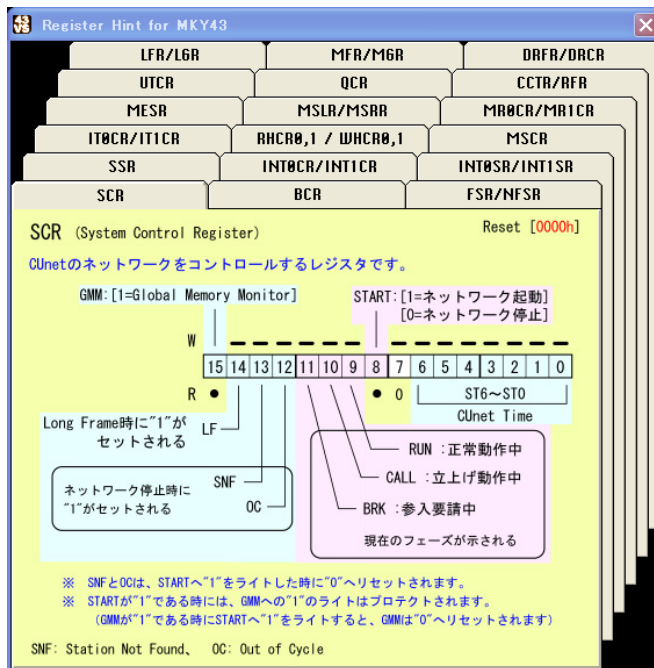 Register Hint for MKY43
LFR/L6R MFR/M6R DRFR/DRCR
UTCR QCR CCTR/RFR
MESR MSLR/MSRR MR0CR/MR1CR
IT0CR/IT1CR RHCR0,1 / WHCR0,1 MSCR
SSR INT0CR/INT1CR INT0SR/INT1SR
SCR BCR FSR/NFSR
SCR (System Control Register) Reset [0000h]
CUnetのネットワークをコントロールするレジスタです。
GMM:[1=Global Memory Monitor] START:[1=ネットワーク起動]
[0=ネットワーク停止]
W
15 14 13 12 11 10 9 8 7 6 5 4 3 2 1 0
R ● ● 0 ST6～ST0
CUnet Time
Long Frame時に"1"が
セットされる LF
RUN :正常動作中
CALL :立上げ動作中
BRK :参入要請中
現在のフェーズが示される
ネットワーク停止時に SNF
"1"がセットされる OC
※ SNFとOCは、STARTへ"1"をライトした時に"0"へリセットされます。
※ STARTが"1"である時には、GMMへの"1"のライトはプロテクトされます。
(GMMが"1"である時にSTARTへ"1"をライトすると、GMMは"0"へリセットされます)
SNF: Station Not Found、 OC: Out of Cycle